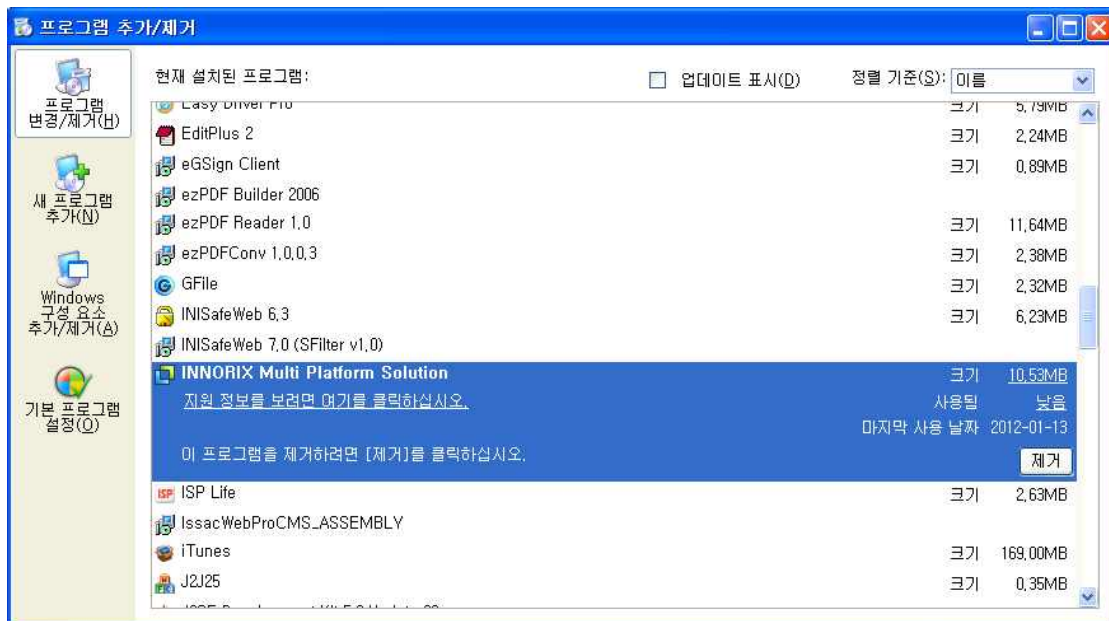 프로그램 추가/제거
프로그램
변경/제거(H)
새 프로그램
추가(N)
Windows
구성 요소
추가/제거(A)
기본 프로그램
설정(O)
현재 설치된 프로그램:
업데이트 표시(D)
정렬 기준(S): 이름
Easy Driver Pro 크기 5,79MB
EditPlus 2 크기 2,24MB
eGSign Client 크기 0,89MB
ezPDF Builder 2006
ezPDF Reader 1,0 크기 11,64MB
ezPDFConv 1,0,0,3 크기 2,38MB
GFile 크기 2,32MB
INISafeWeb 6,3 크기 6,23MB
INISafeWeb 7,0 (SFilter v1,0)
INNORIX Multi Platform Solution 크기 10,53MB
지원 정보를 보려면 여기를 클릭하십시오. 사용됨 낮음
마지막 사용 날짜 2012-01-13
이 프로그램을 제거하려면 [제거]를 클릭하십시오. 제거
ISP Life 크기 2,63MB
IssacWebProCMS_ASSEMBLY
iTunes 크기 169,00MB
J2J25 크기 0,35MB